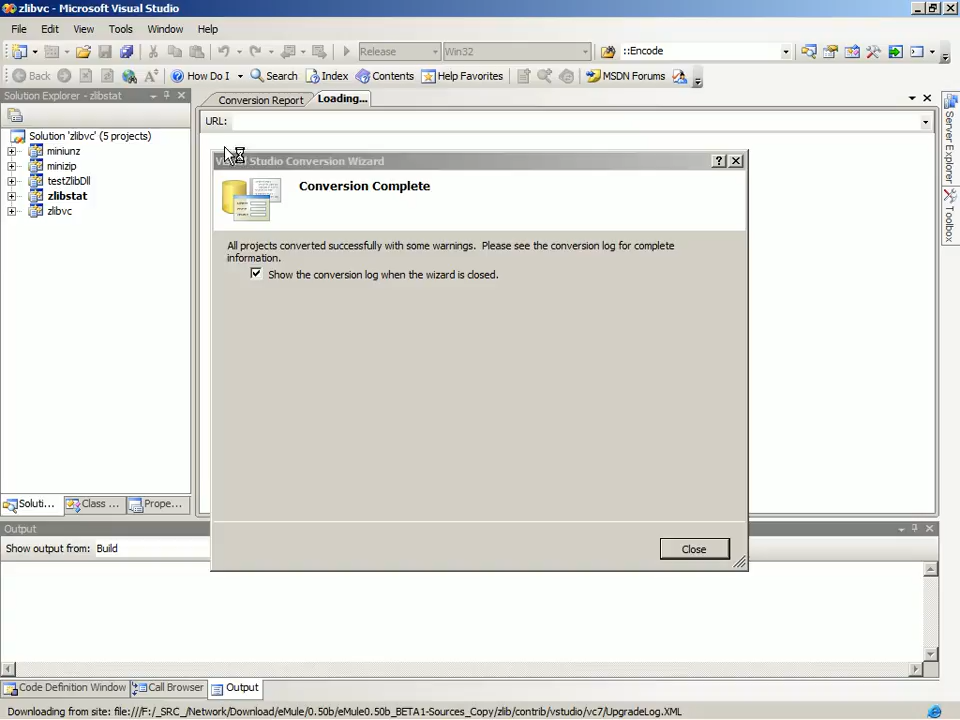 zlibvc - Microsoft Visual Studio
File Edit View Tools Window Help
Release Win32 ::Encode
Back How Do I Search Index Contents Help Favorites MSDN Forums
Solution Explorer - zlibstat
Conversion Report Loading...
URL:
Solution 'zlibvc' (5 projects)
miniunz
minizip
testZlibDll
zlibstat
zlibvc
Studio Conversion Wizard
Conversion Complete
All projects converted successfully with some warnings. Please see the conversion log for complete
information.
Show the conversion log when the wizard is closed.
Close
Server Explorer
Toolbox
Soluti... Class ... Prope...
Output
Show output from: Build
Code Definition Window Call Browser Output
Downloading from site: file:///F:/_SRC_/Network/Download/eMule/0.50b/eMule0.50b_BETA1-Sources_Copy/zlib/contrib/vstudio/vc7/UpgradeLog.XML